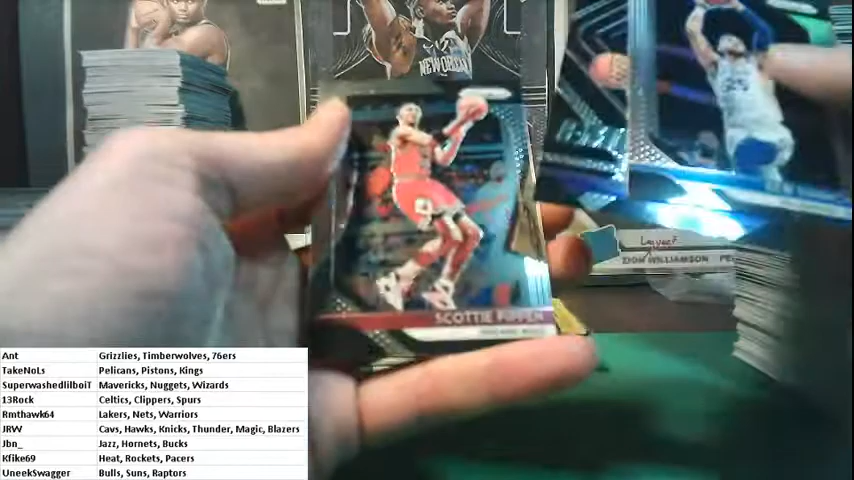 NEW ORLEANS
SCOTTIE PIPPEN
Layver?
ZION WILLIAMSON PE
Ant Grizzlies, Timberwolves, 76ers
TakeNoLs Pelicans, Pistons, Kings
SuperwashedlilboiT Mavericks, Nuggets, Wizards
13Rock Celtics, Clippers, Spurs
Rmthawk64 Lakers, Nets, Warriors
JRW Cavs, Hawks, Knicks, Thunder, Magic, Blazers
Jbn_ Jazz, Hornets, Bucks
Kfike69 Heat, Rockets, Pacers
UneekSwagger Bulls, Suns, Raptors